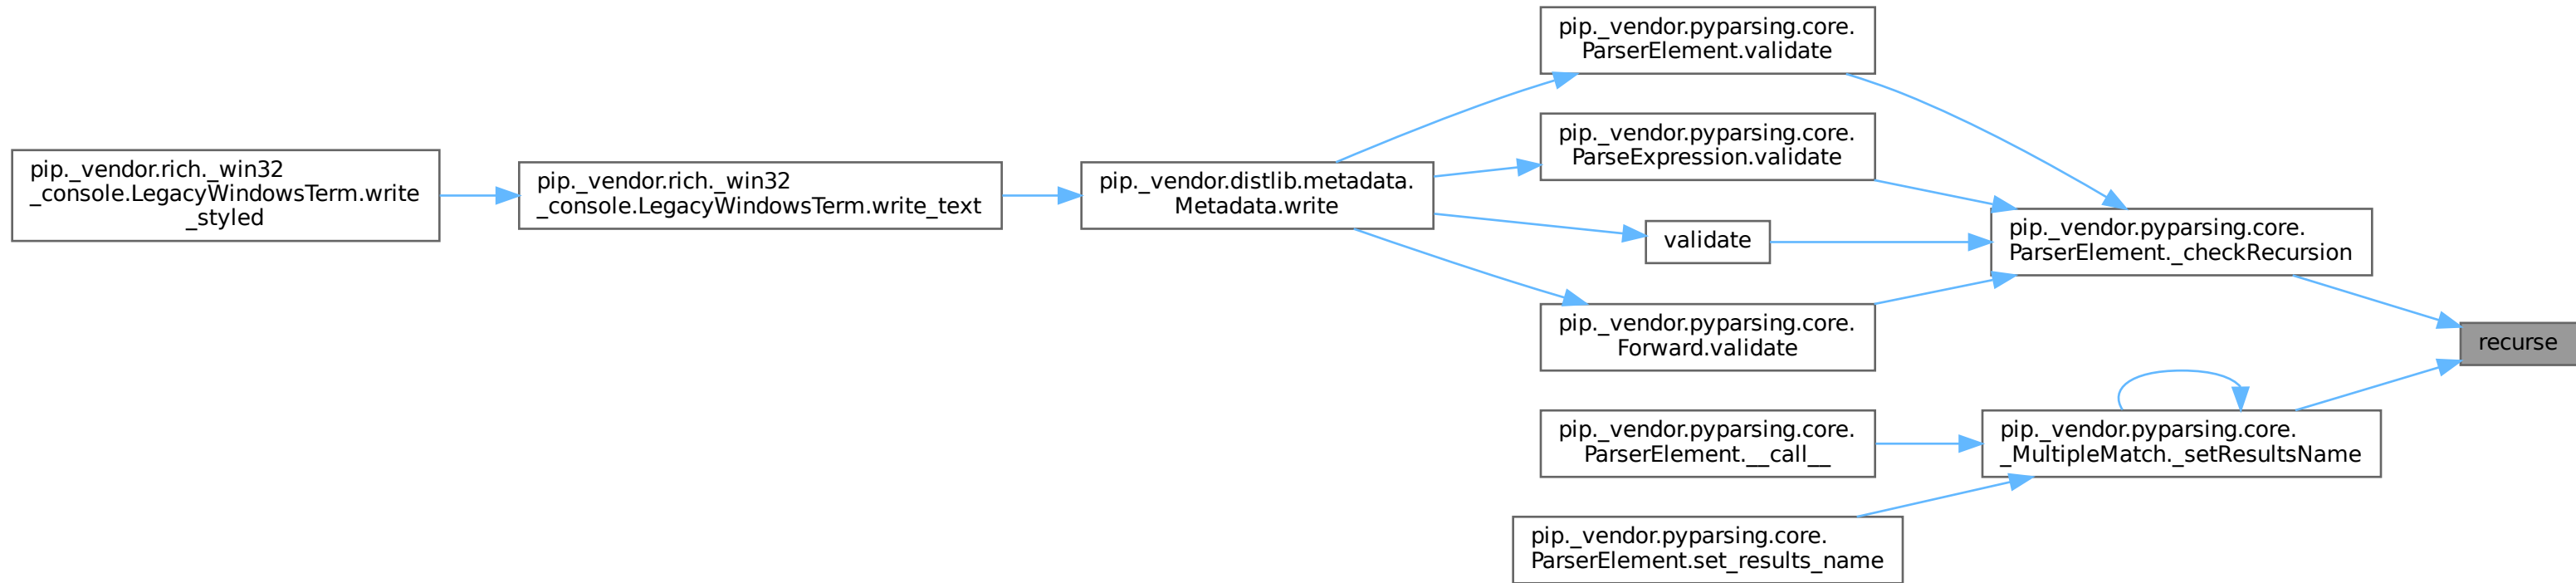 pip._vendor.rich._win32
_console.LegacyWindowsTerm.write
_styled
pip._vendor.rich._win32
_console.LegacyWindowsTerm.write_text
pip._vendor.distlib.metadata.
Metadata.write
pip._vendor.pyparsing.core.
ParserElement.validate
pip._vendor.pyparsing.core.
ParseExpression.validate
validate
pip._vendor.pyparsing.core.
Forward.validate
pip._vendor.pyparsing.core.
ParserElement.__call__
pip._vendor.pyparsing.core.
ParserElement.set_results_name
pip._vendor.pyparsing.core.
ParserElement._checkRecursion
pip._vendor.pyparsing.core.
_MultipleMatch._setResultsName
recurse